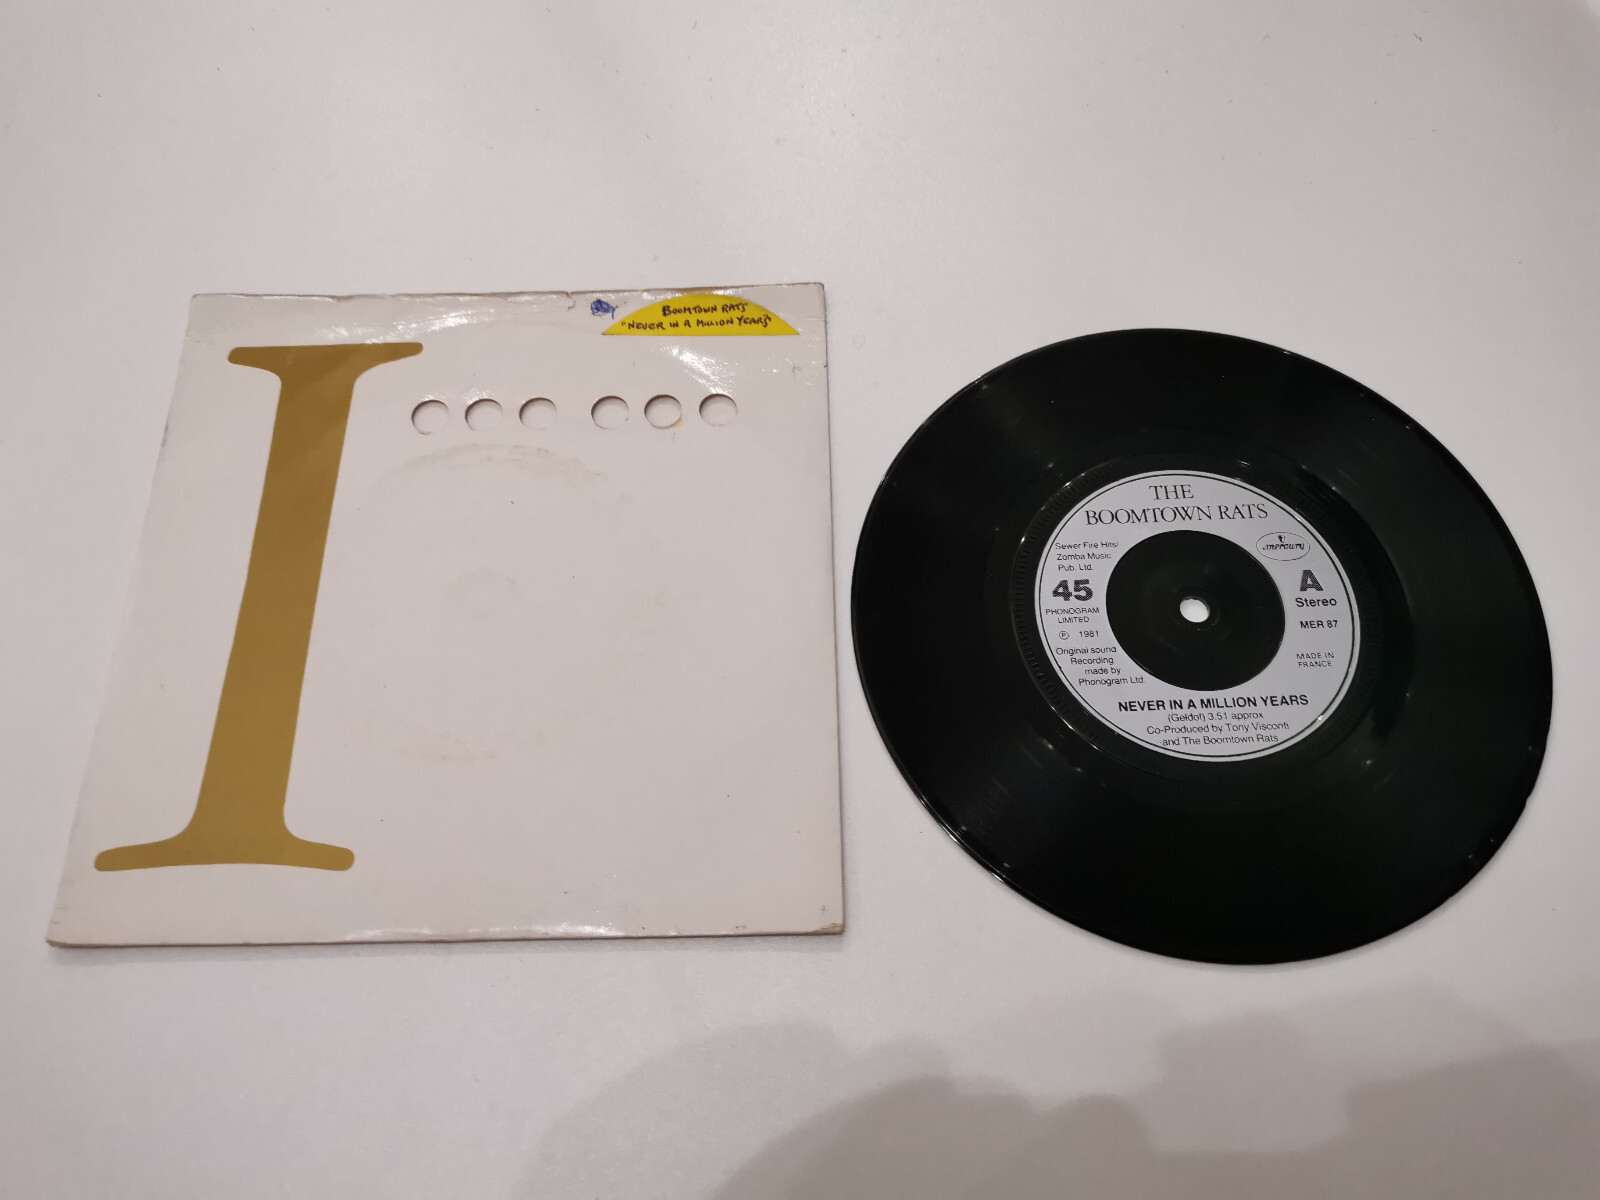 I
BOOMTOWN RATS
"NEVER IN A MILLION YEARS"
THE
BOOMTOWN RATS
Sewer Fire Hits/
Zomba Music
Pub. Ltd.
45
PHONOGRAM
LIMITED
℗ 1981
Original sound
Recording
made by
Phonogram Ltd.
mercury
A
Stereo
MER 87
MADE IN
FRANCE
NEVER IN A MILLION YEARS
(Geldof) 3.51 approx
Co-Produced by Tony Visconti
and The Boomtown Rats